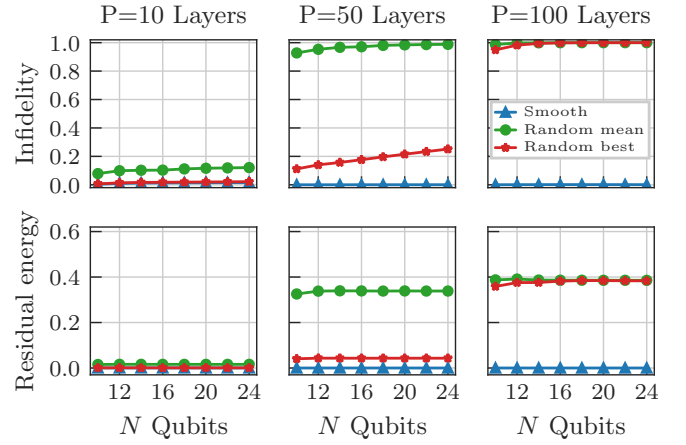 P=10 Layers P=50 Layers P=100 Layers
Infidelity
1.0
0.8
0.6
0.4
0.2
0.0
Smooth
Random mean
Random best
Residual energy
0.6
0.4
0.2
0.0
12 16 20 24 12 16 20 24 12 16 20 24
N Qubits N Qubits N Qubits